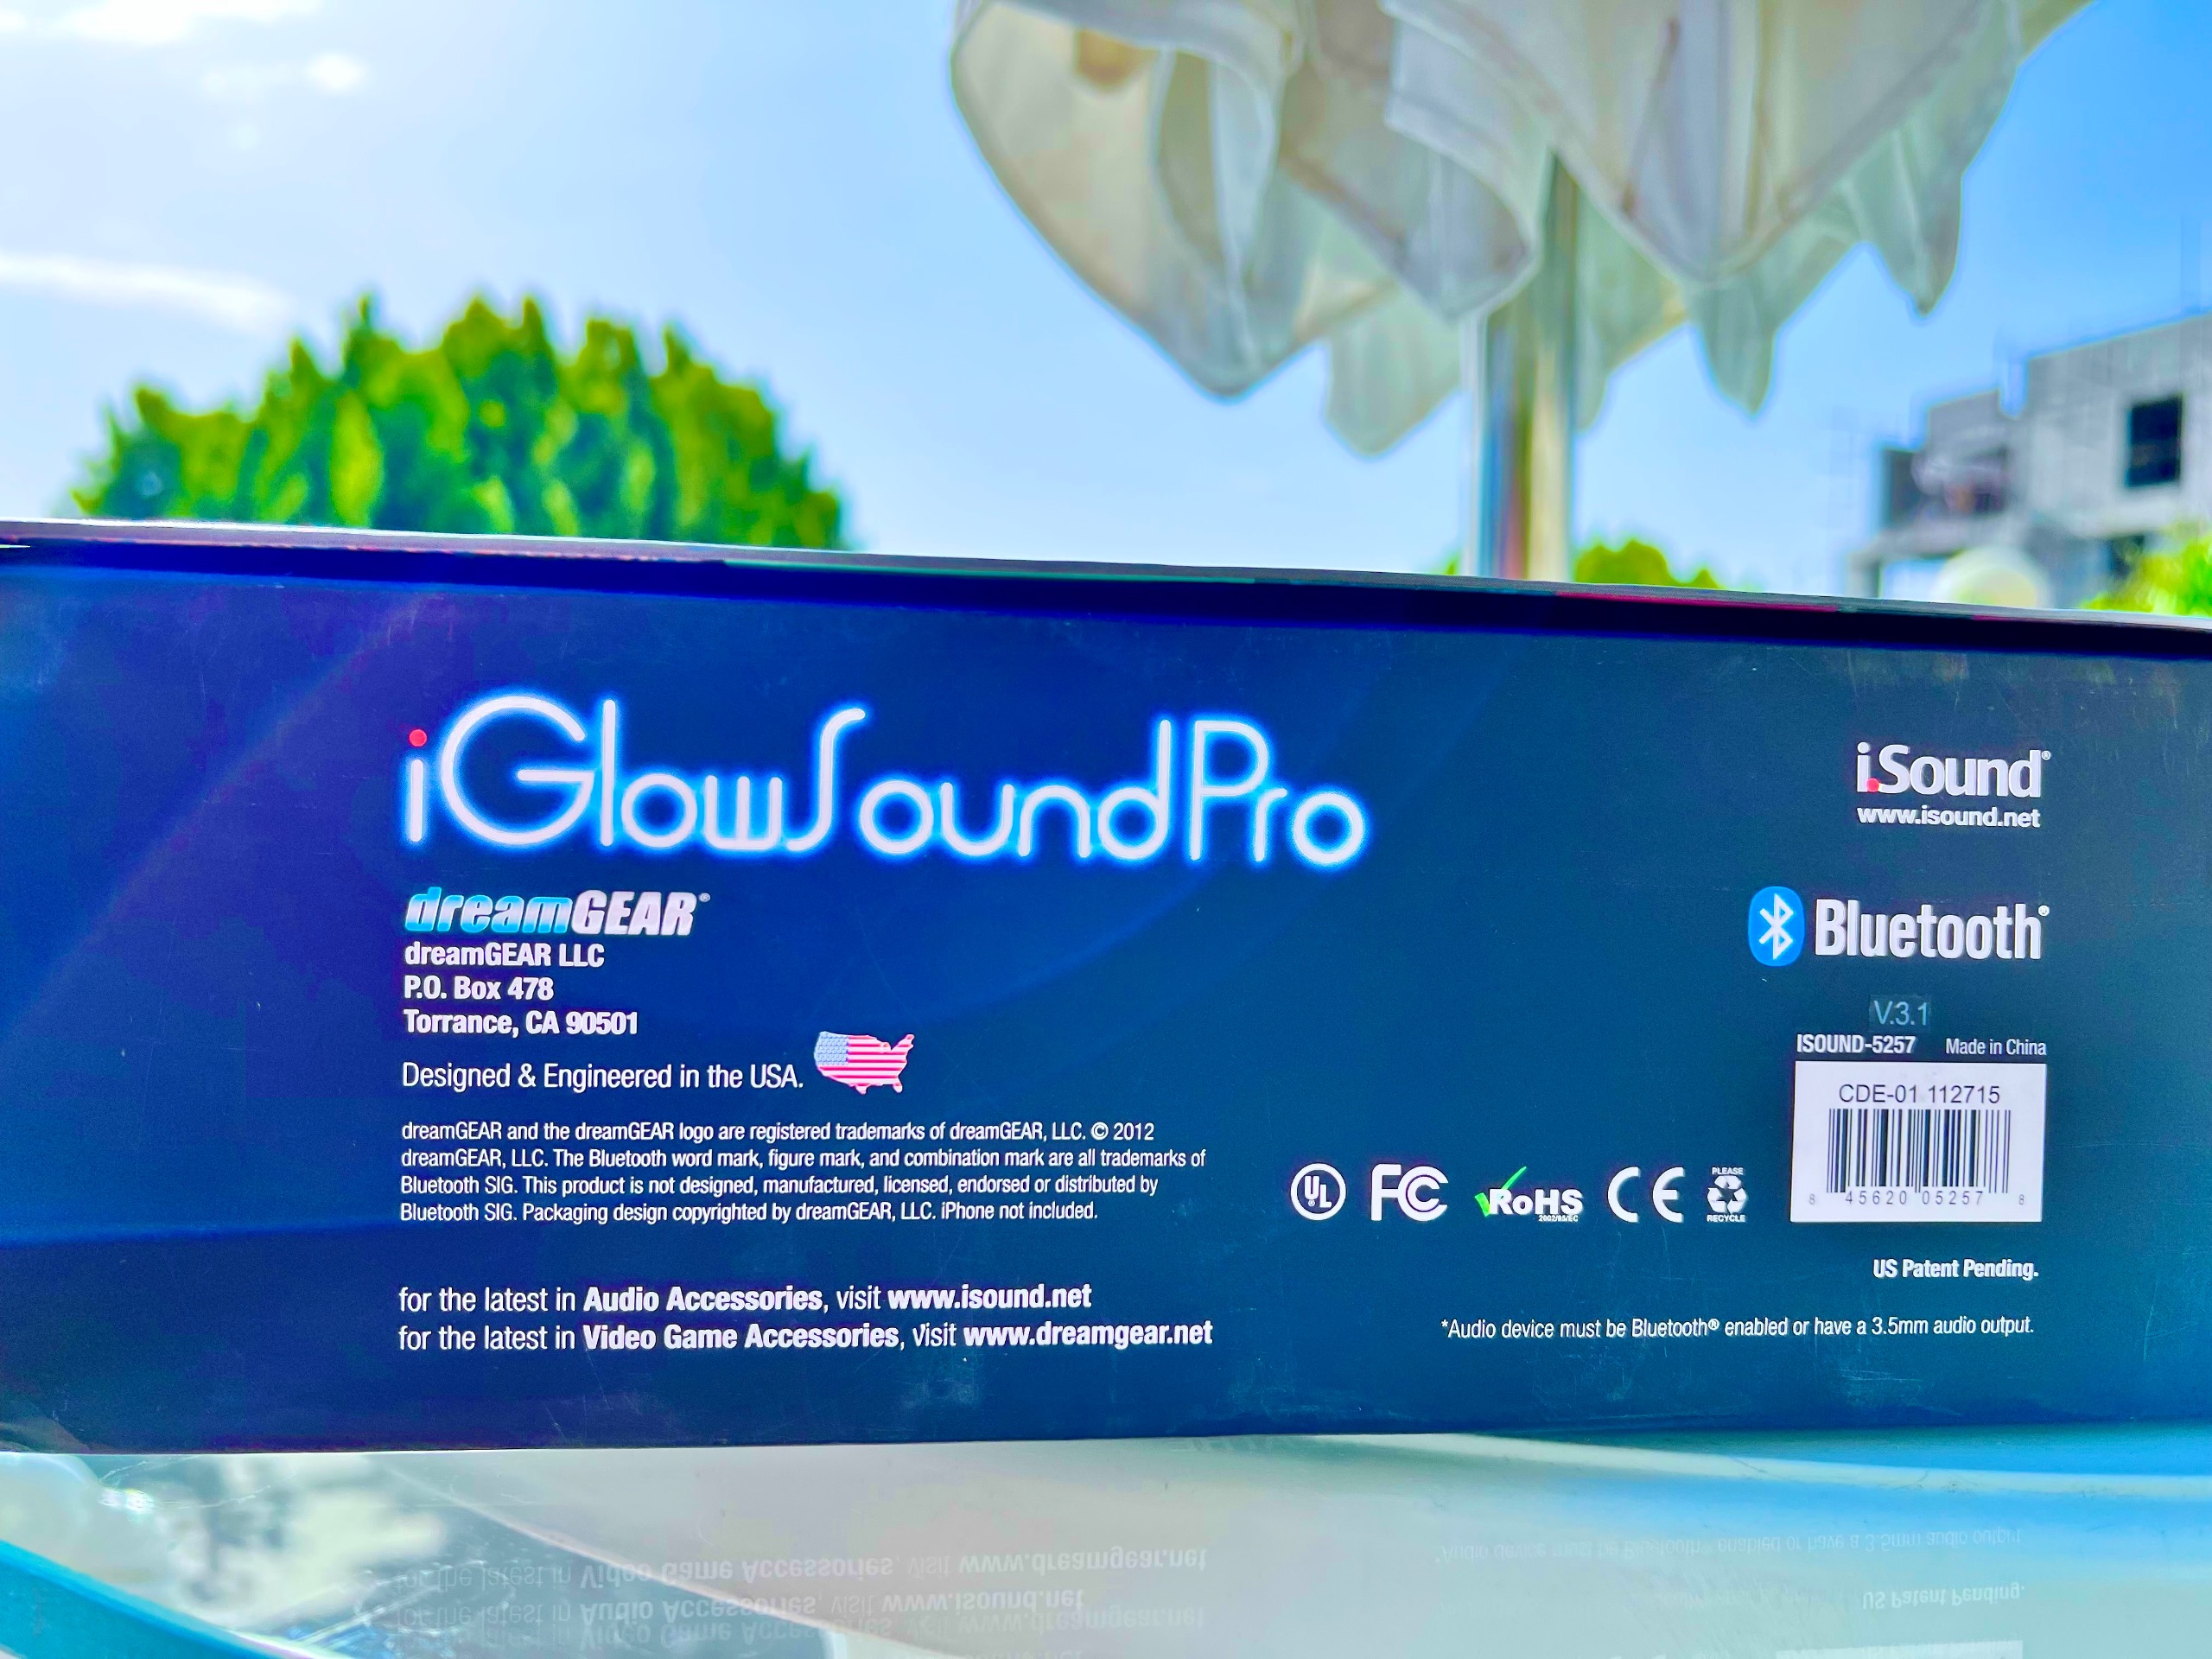 iGlowSoundPro
dreamGEAR®
dreamGEAR LLC
P.O. Box 478
Torrance, CA 90501
Designed & Engineered in the USA.
dreamGEAR and the dreamGEAR logo are registered trademarks of dreamGEAR, LLC. © 2012
dreamGEAR, LLC. The Bluetooth word mark, figure mark, and combination mark are all trademarks of
Bluetooth SIG. This product is not designed, manufactured, licensed, endorsed or distributed by
Bluetooth SIG. Packaging design copyrighted by dreamGEAR, LLC. iPhone not included.
for the latest in Audio Accessories, visit www.isound.net
for the latest in Video Game Accessories, visit www.dreamgear.net
UL FC RoHS CE
2002/95/EC
PLEASE
RECYCLE
i.Sound®
www.isound.net
Bluetooth®
V.3.1
ISOUND-5257 Made in China
CDE-01 112715
8 45620 05257 8
US Patent Pending.
*Audio device must be Bluetooth® enabled or have a 3.5mm audio output.